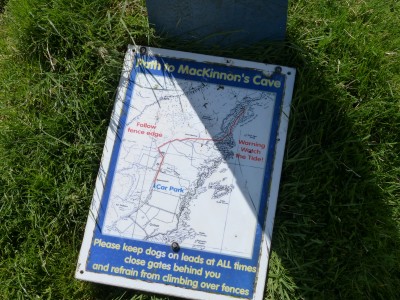 Path to MacKinnon's Cave
Follow
fence edge
Warning
Watch
the Tide!
Car Park
Please keep dogs on leads at ALL times
close gates behind you
and refrain from climbing over fences